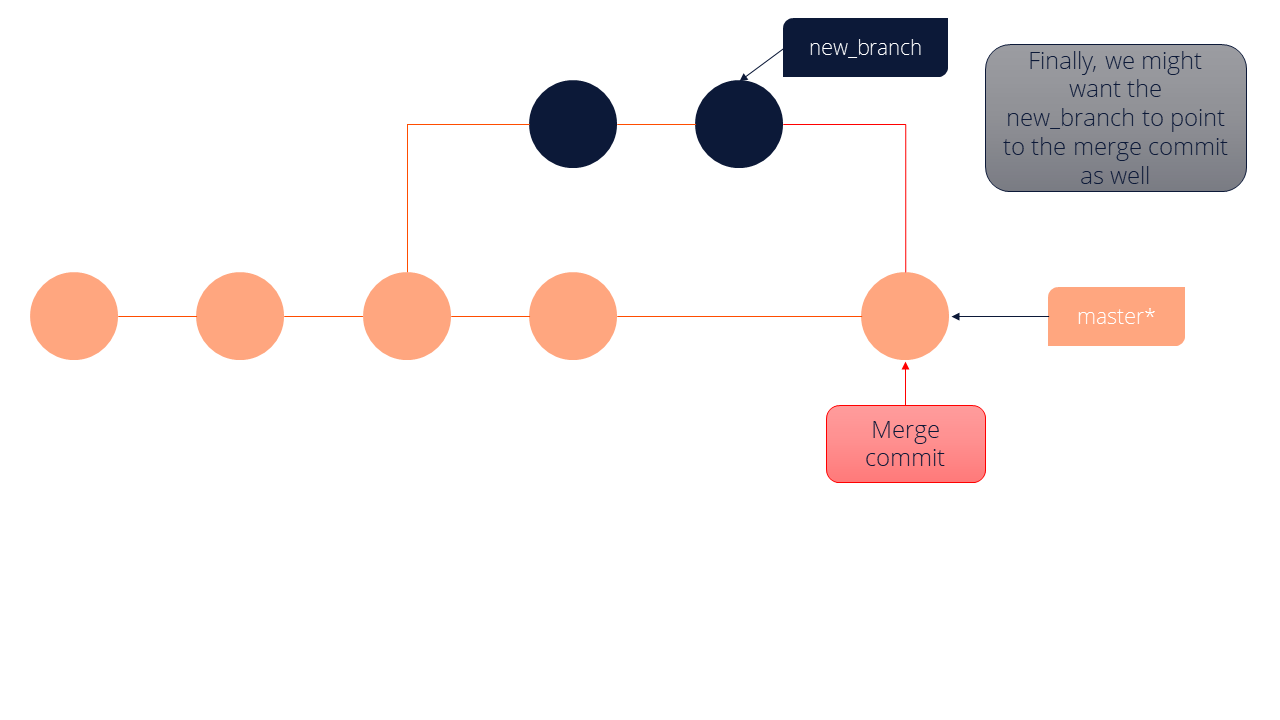 new_branch
Finally, we might
want the
new_branch to point
to the merge commit
as well
master*
Merge
commit